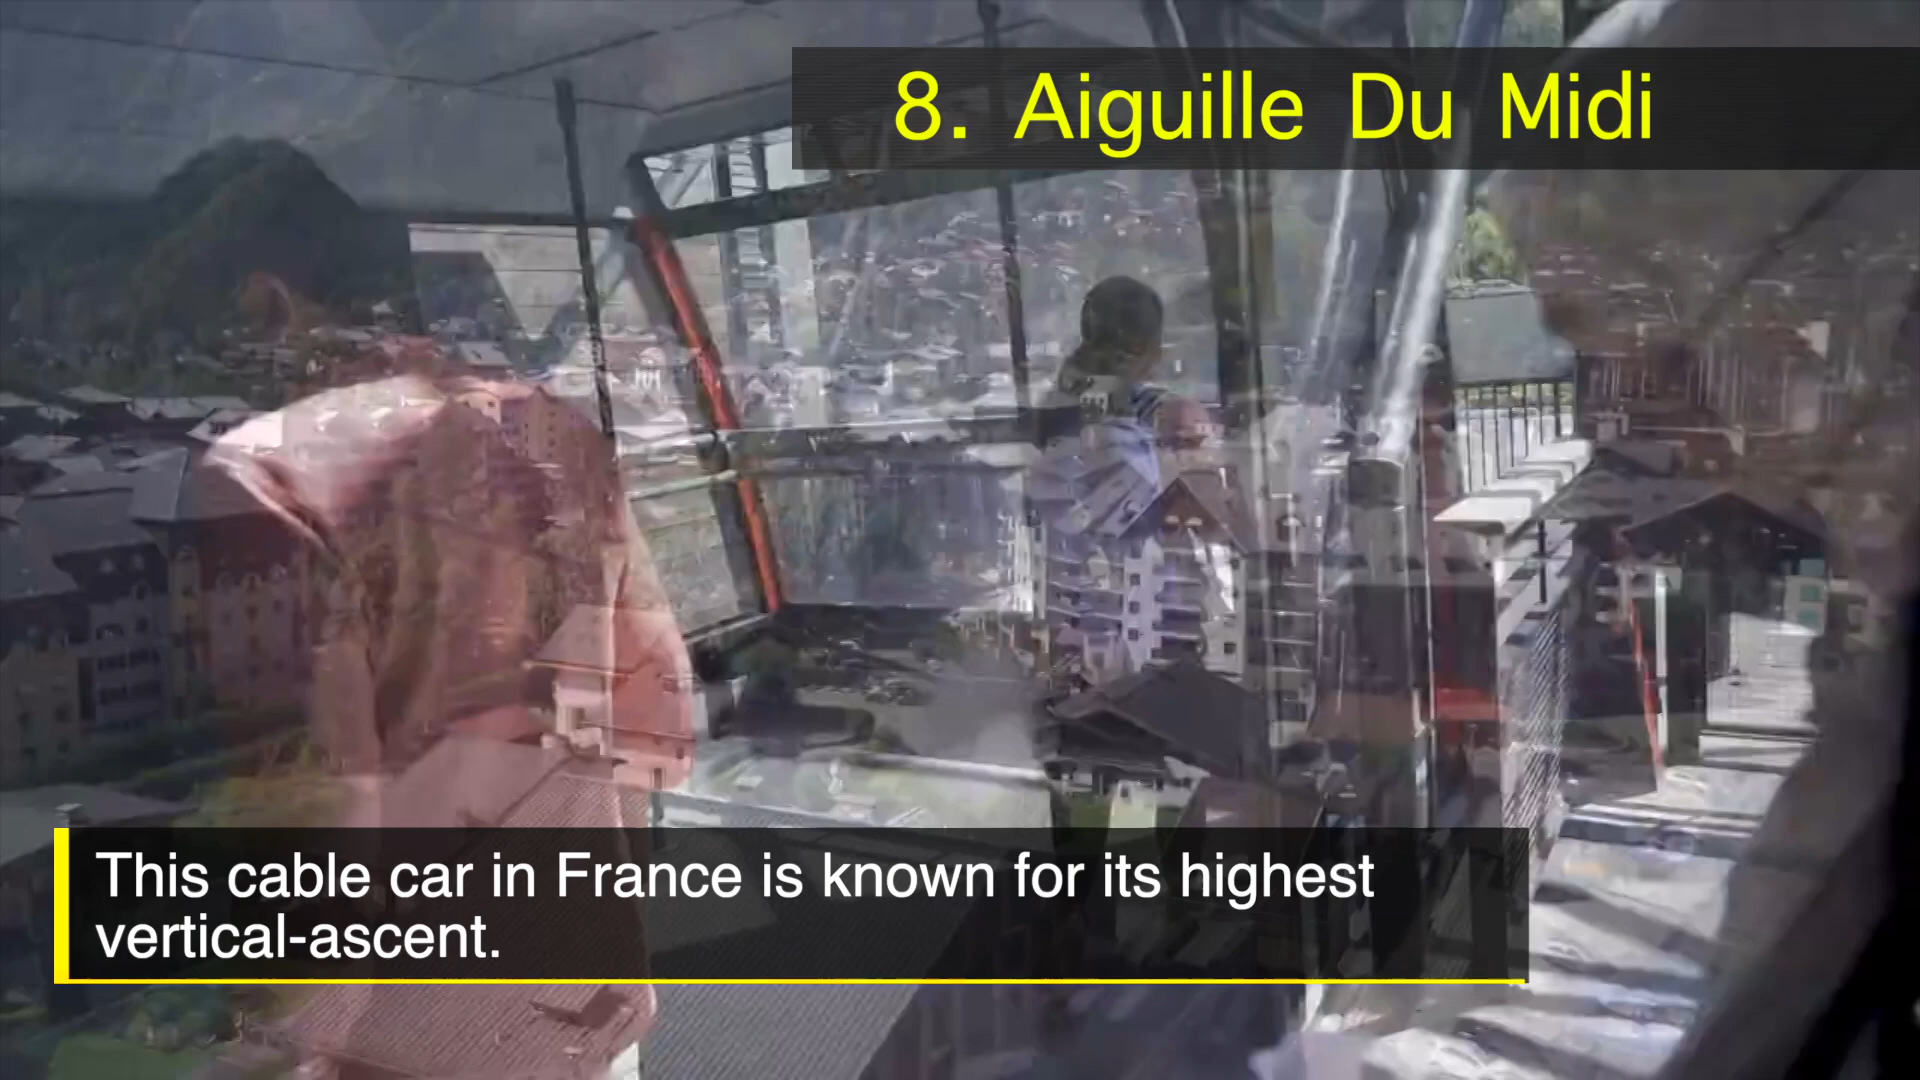 8. Aiguille Du Midi
This cable car in France is known for its highest
vertical-ascent.